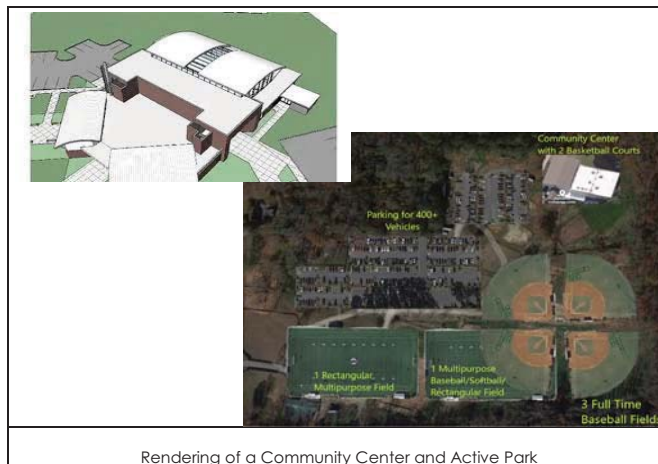 Community Center
with 2 Basketball Courts
Parking for 400+
Vehicles
1 Rectangular,
Multipurpose Field
1 Multipurpose
Baseball/Softball/
Rectangular Field
3 Full Time
Baseball Fields
Rendering of a Community Center and Active Park